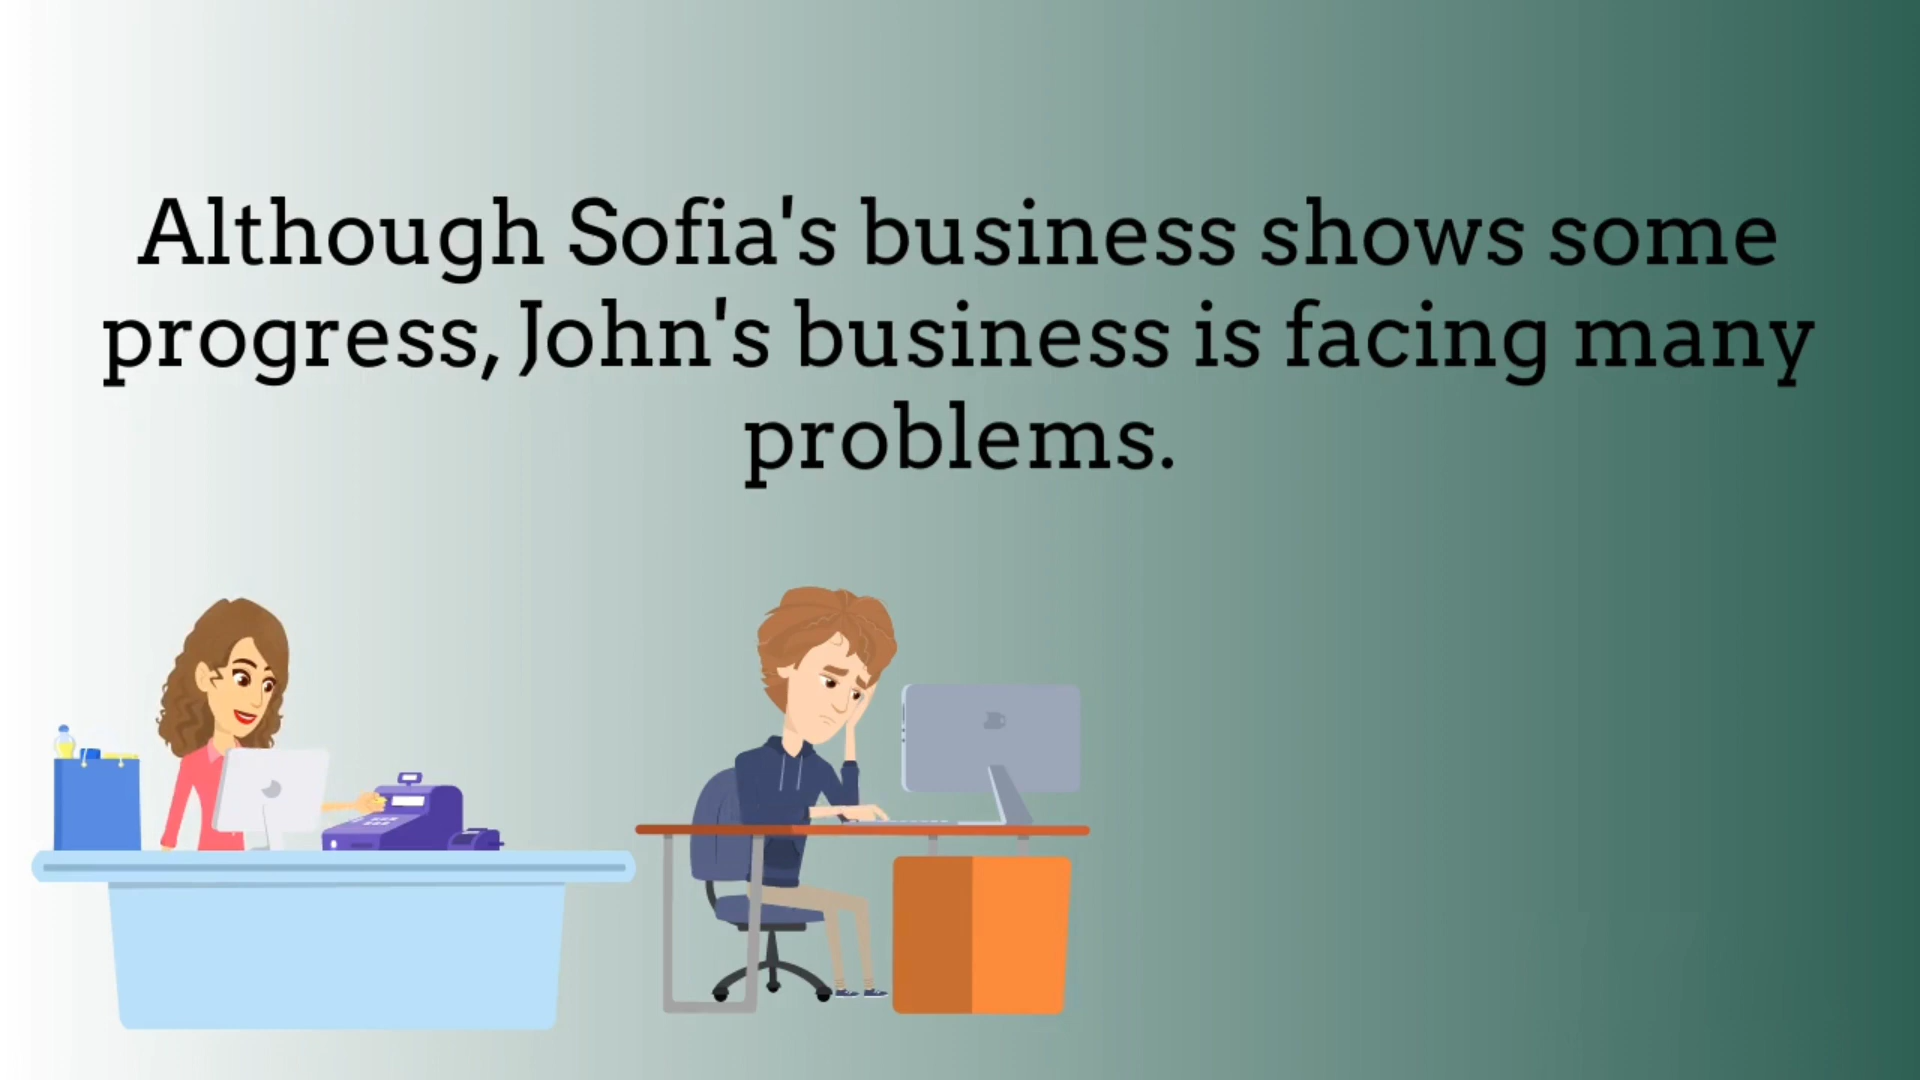 Although Sofia's business shows some
progress, John's business is facing many
problems.